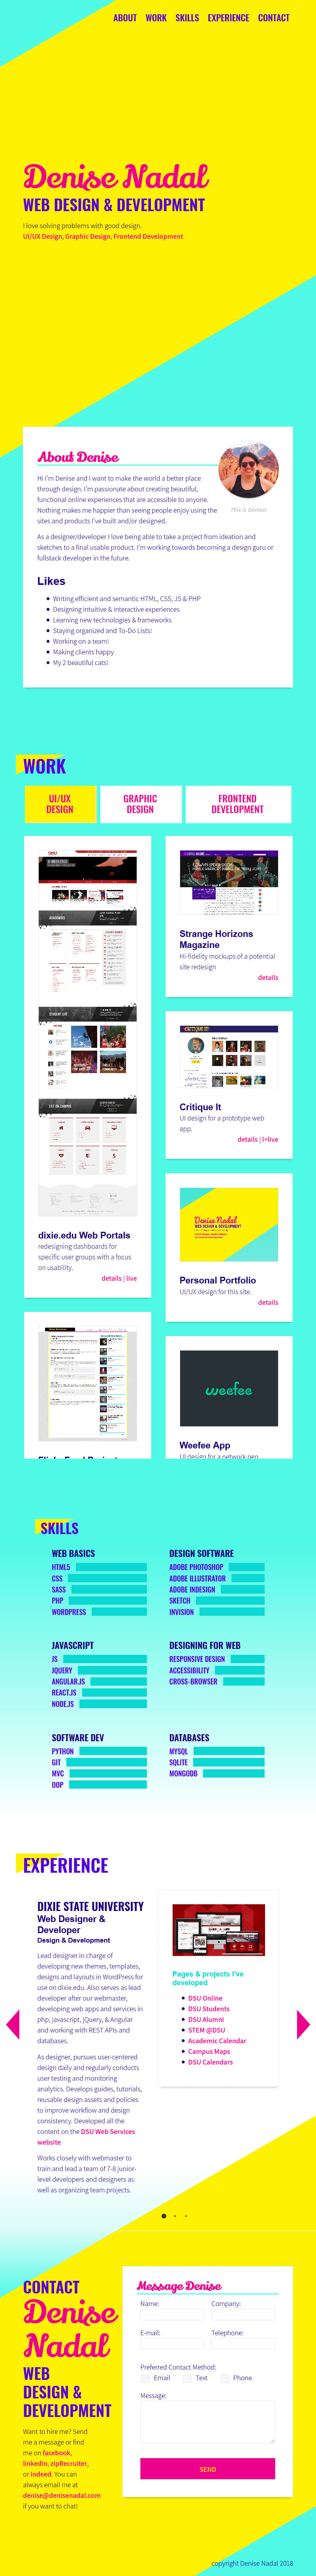 ABOUT WORK SKILLS EXPERIENCE CONTACT
Denise Nadal
WEB DESIGN & DEVELOPMENT
I love solving problems with good design.
UI/UX Design, Graphic Design, Frontend Development
About Denise
Hi I'm Denise and I want to make the world a better place
through design. I'm passionate about creating beautiful,
functional online experiences that are accessible to anyone.
Nothing makes me happier than seeing people enjoy using the
sites and products I've built and/or designed.
This is Denise!
As a designer/developer I love being able to take a project from ideation and
sketches to a final usable product. I'm working towards becoming a design guru or
fullstack developer in the future.
Likes
Writing efficient and semantic HTML, CSS, JS & PHP
Designing intuitive & interactive experiences
Learning new technologies & frameworks
Staying organized and To-Do Lists!
Working on a team!
Making clients happy
My 2 beautiful cats!
WORK
UI/UX
DESIGN
GRAPHIC
DESIGN
FRONTEND
DEVELOPMENT
dixie.edu Web Portals
redesigning dashboards for
specific user groups with a focus
on usability.
details | live
Strange Horizons
Magazine
Hi-fidelity mockups of a potential
site redesign
details
CRITIQUE IT!
Critique It
UI design for a prototype web
app.
details | l>live
Denise Nadal
WEB DESIGN & DEVELOPMENT
Personal Portfolio
UI/UX design for this site.
details
weefee
Weefee App
UI design for a network pen
SKILLS
WEB BASICS
HTML5
CSS
SASS
PHP
WORDPRESS
DESIGN SOFTWARE
ADOBE PHOTOSHOP
ADOBE ILLUSTRATOR
ADOBE INDESIGN
SKETCH
INVISION
JAVASCRIPT
JS
JQUERY
ANGULAR.JS
REACT.JS
NODE.JS
DESIGNING FOR WEB
RESPONSIVE DESIGN
ACCESSIBILITY
CROSS-BROWSER
SOFTWARE DEV
PYTHON
GIT
MVC
OOP
DATABASES
MYSQL
SQLITE
MONGODB
EXPERIENCE
DIXIE STATE UNIVERSITY
Web Designer &
Developer
Design & Development
Lead designer in charge of
developing new themes, templates,
designs and layouts in WordPress for
use on dixie.edu. Also serves as lead
developer after our webmaster,
developing web apps and services in
php, javascript, jQuery, & Angular
and working with REST APIs and
databases.
As designer, pursues user-centered
design daily and regularly conducts
user testing and monitoring
analytics. Develops guides, tutorials,
reusable design assets and policies
to improve workflow and design
consistency. Developed all the
content on the DSU Web Services
website
Works closely with webmaster to
train and lead a team of 7-8 junior-
level developers and designers as
well as organizing team projects.
Pages & projects I've
developed
DSU Online
DSU Students
DSU Alumni
STEM @DSU
Academic Calendar
Campus Maps
DSU Calendars
CONTACT
Denise
Nadal
WEB
DESIGN &
DEVELOPMENT
Want to hire me? Send
me a message or find
me on facebook,
linkedin, zipRecruiter,
or indeed. You can
always email me at
denise@denisenadal.com
if you want to chat!
Message Denise
Name: Company:
E-mail: Telephone:
Preferred Contact Method:
Email Text Phone
Message:
SEND
copyright Denise Nadal 2018